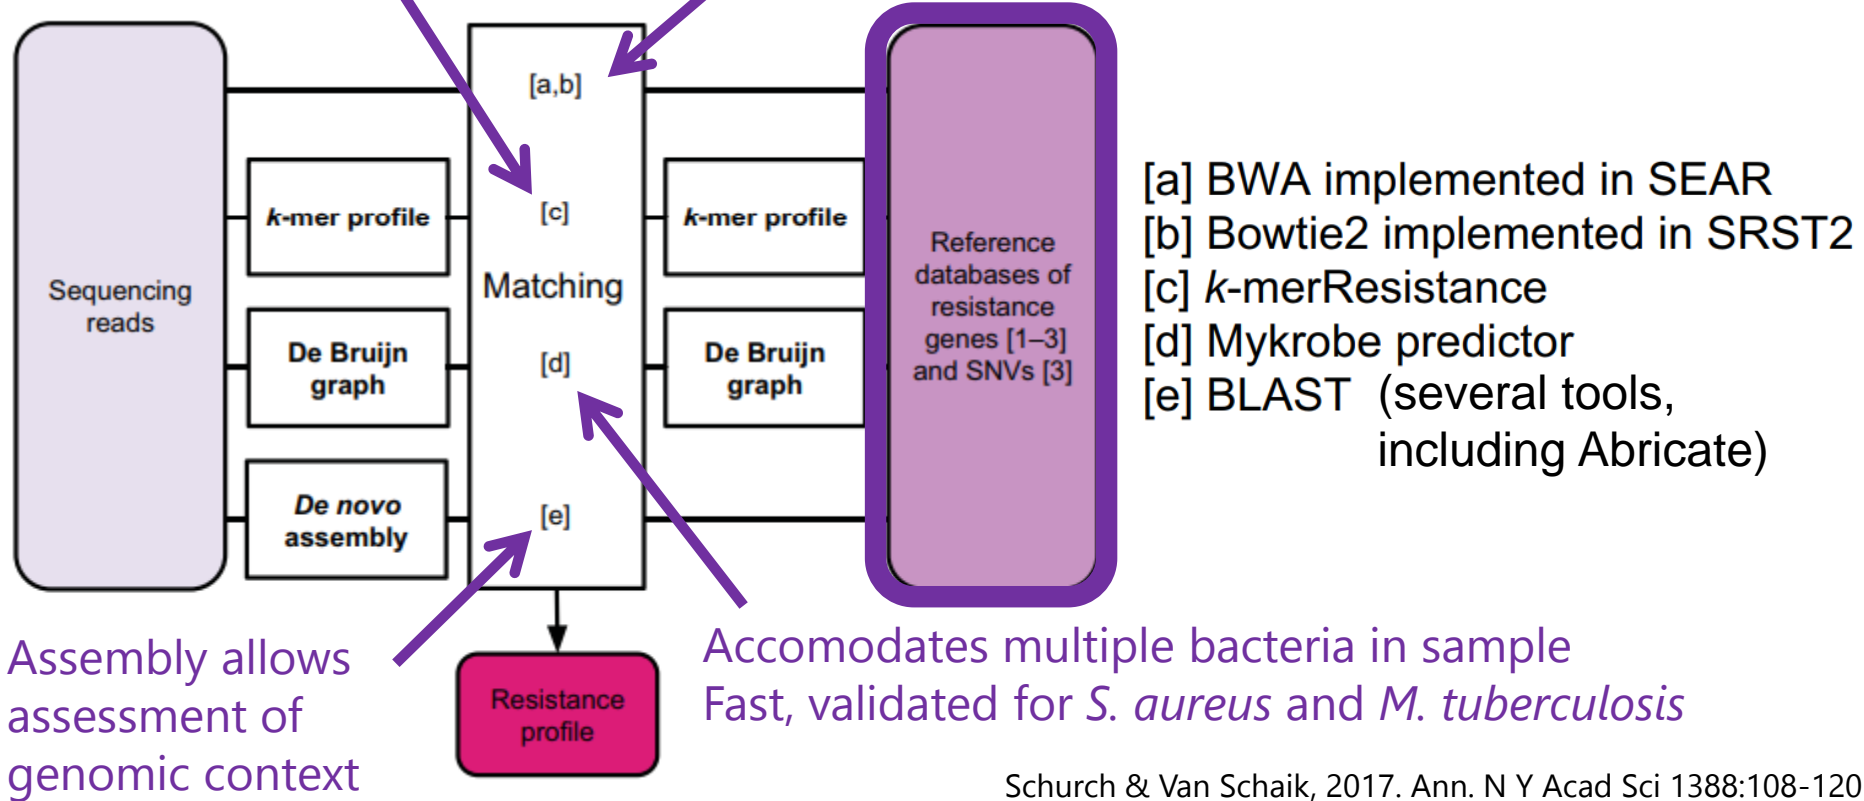 Sequencing
reads
k-mer profile
De Bruijn
graph
De novo
assembly
[a,b]
[c]
Matching
[d]
[e]
k-mer profile
De Bruijn
graph
Reference
databases of
resistance
genes [1–3]
and SNVs [3]
[a] BWA implemented in SEAR
[b] Bowtie2 implemented in SRST2
[c] k-merResistance
[d] Mykrobe predictor
[e] BLAST (several tools,
including Abricate)
Assembly allows
assessment of
genomic context
Resistance
profile
Accomodates multiple bacteria in sample
Fast, validated for S. aureus and M. tuberculosis
Schurch & Van Schaik, 2017. Ann. N Y Acad Sci 1388:108-120